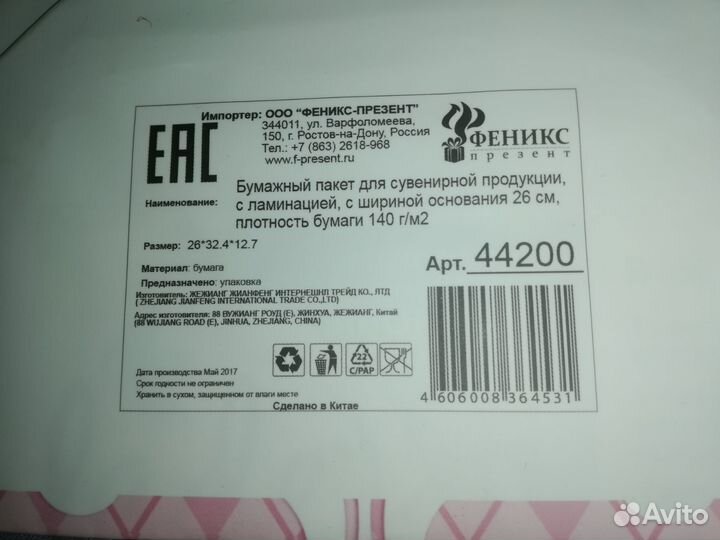 EAC
Импортер: ООО "ФЕНИКС-ПРЕЗЕНТ"
344011, ул. Варфоломеева,
150, г. Ростов-на-Дону, Россия
Тел.: +7 (863) 2618-968
www.f-present.ru
ФЕНИКС
презент
Наименование: Бумажный пакет для сувенирной продукции,
с ламинацией, с шириной основания 26 см,
плотность бумаги 140 г/м2
Размер: 26*32.4*12.7
Арт. 44200
Материал: бумага
Предназначено: упаковка
Изготовитель: ЖЕЖИАНГ ЖИАНФЕНГ ИНТЕРНЕШНЛ ТРЕЙД КО., ЛТД
( ZHEJIANG JIANFENG INTERNATIONAL TRADE CO.,LTD)
Адрес изготовителя: 88 ВУЖИАНГ РОУД (Е), ЖИНХУА, ЖЕЖИАНГ, Китай
(88 WUJIANG ROAD (E), JINHUA, ZHEJIANG, CHINA)
22
C/PAP
Дата производства Май 2017
Срок годности не ограничен
Хранить в сухом, защищенном от влаги месте
Сделано в Китае
4 606008 364531
Avito